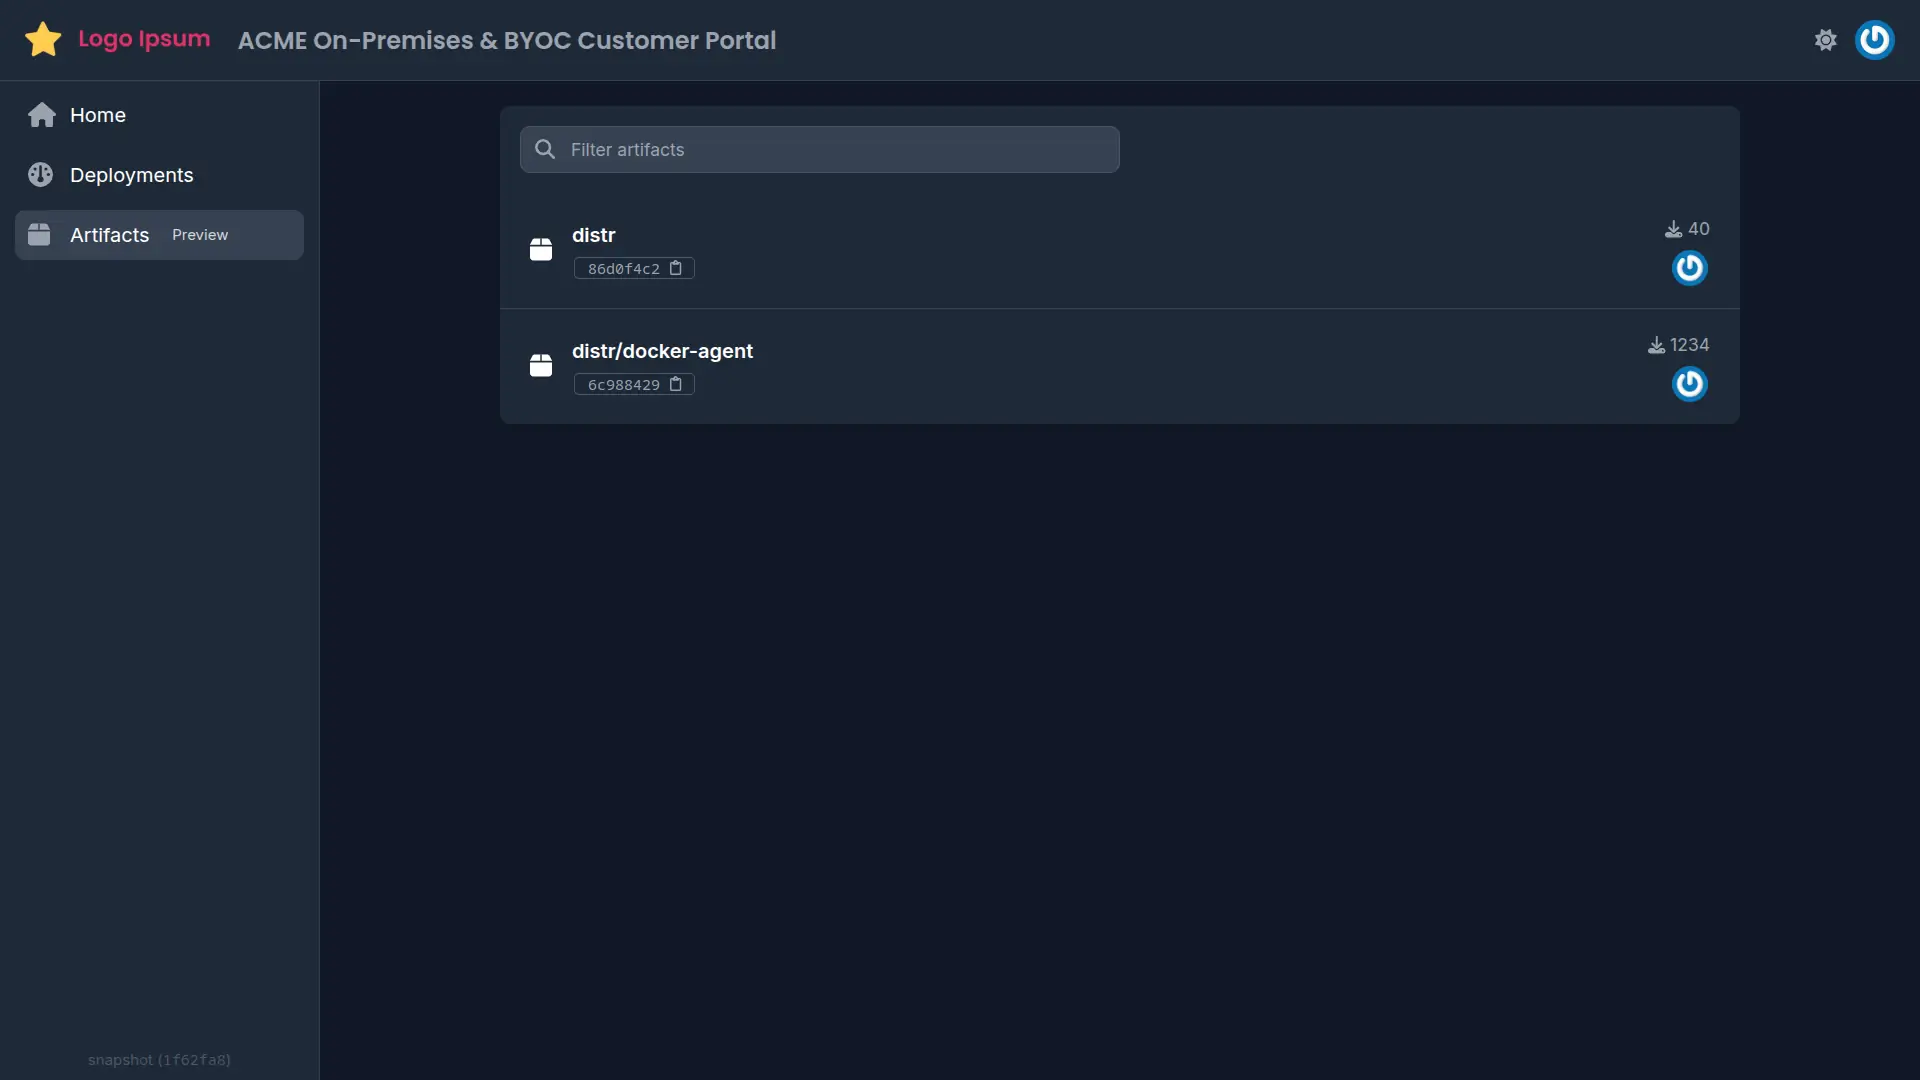 Logo Ipsum
ACME On-Premises & BYOC Customer Portal
Home
Deployments
Artifacts Preview
Filter artifacts
distr
40
86d0f4c2
distr/docker-agent
1234
6c988429
snapshot (1f62fa8)